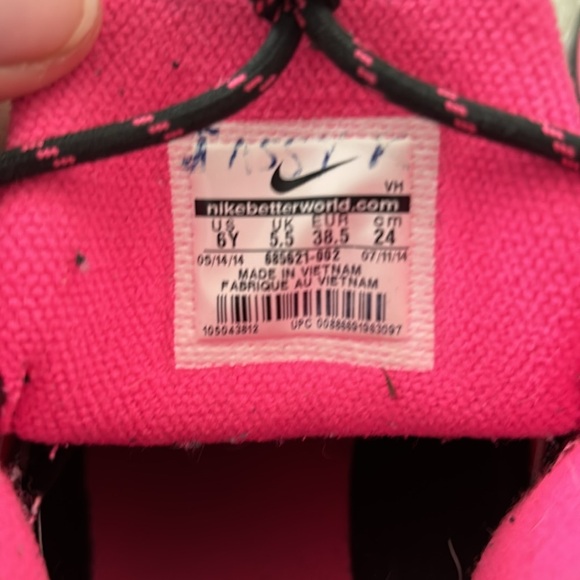 VH
nikebetterworld.com
US UK EUR cm
6Y 5.5 38.5 24
05/14/14 685621-002 07/11/14
MADE IN VIETNAM
FABRIQUE AU VIETNAM
105043812 UPC 00888691983097